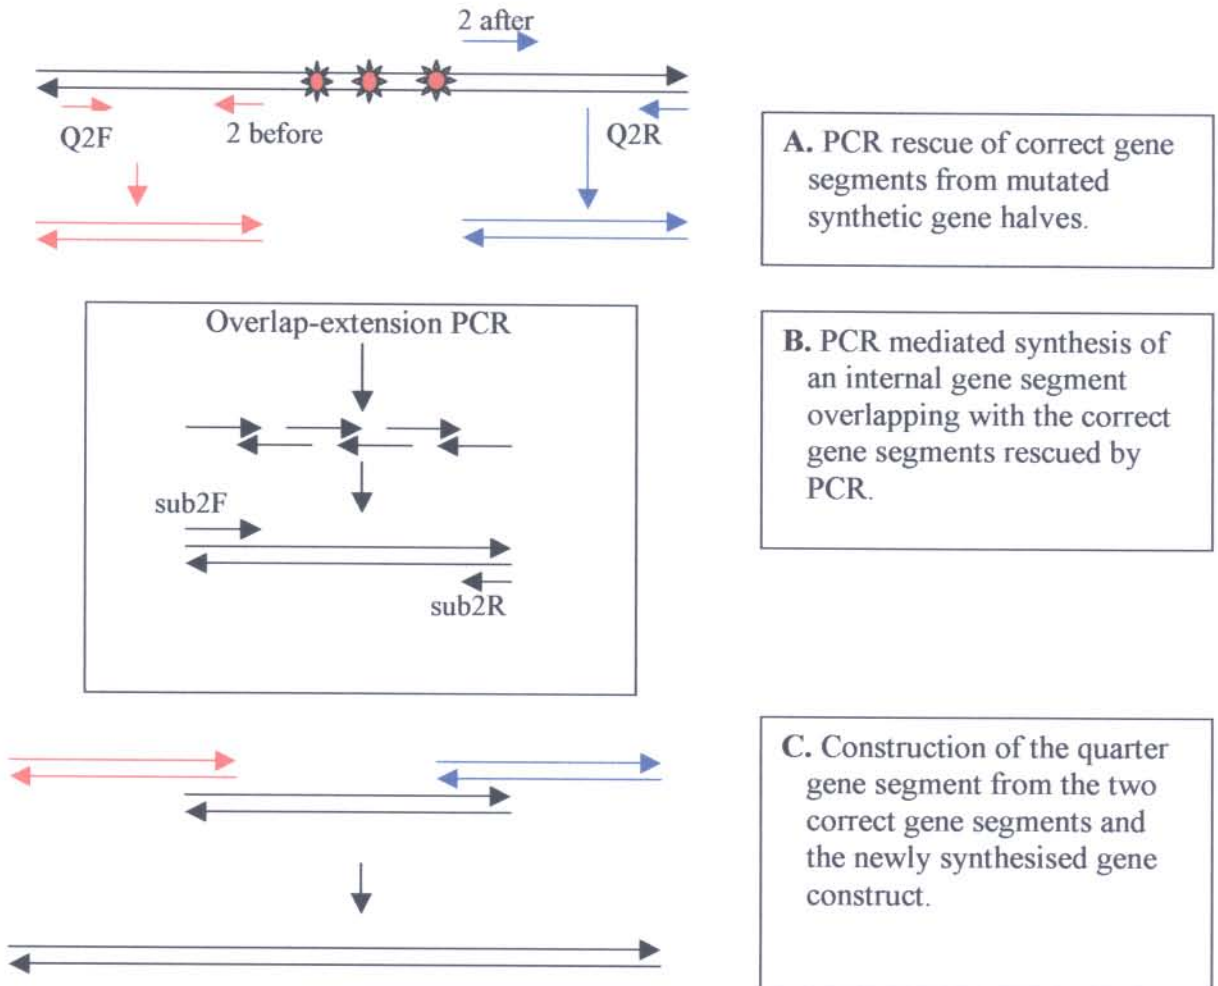 2 after
Q2F
2 before
Q2R
A. PCR rescue of correct gene
segments from mutated
synthetic gene halves.
Overlap-extension PCR
sub2F
sub2R
B. PCR mediated synthesis of
an internal gene segment
overlapping with the correct
gene segments rescued by
PCR.
C. Construction of the quarter
gene segment from the two
correct gene segments and
the newly synthesised gene
construct.